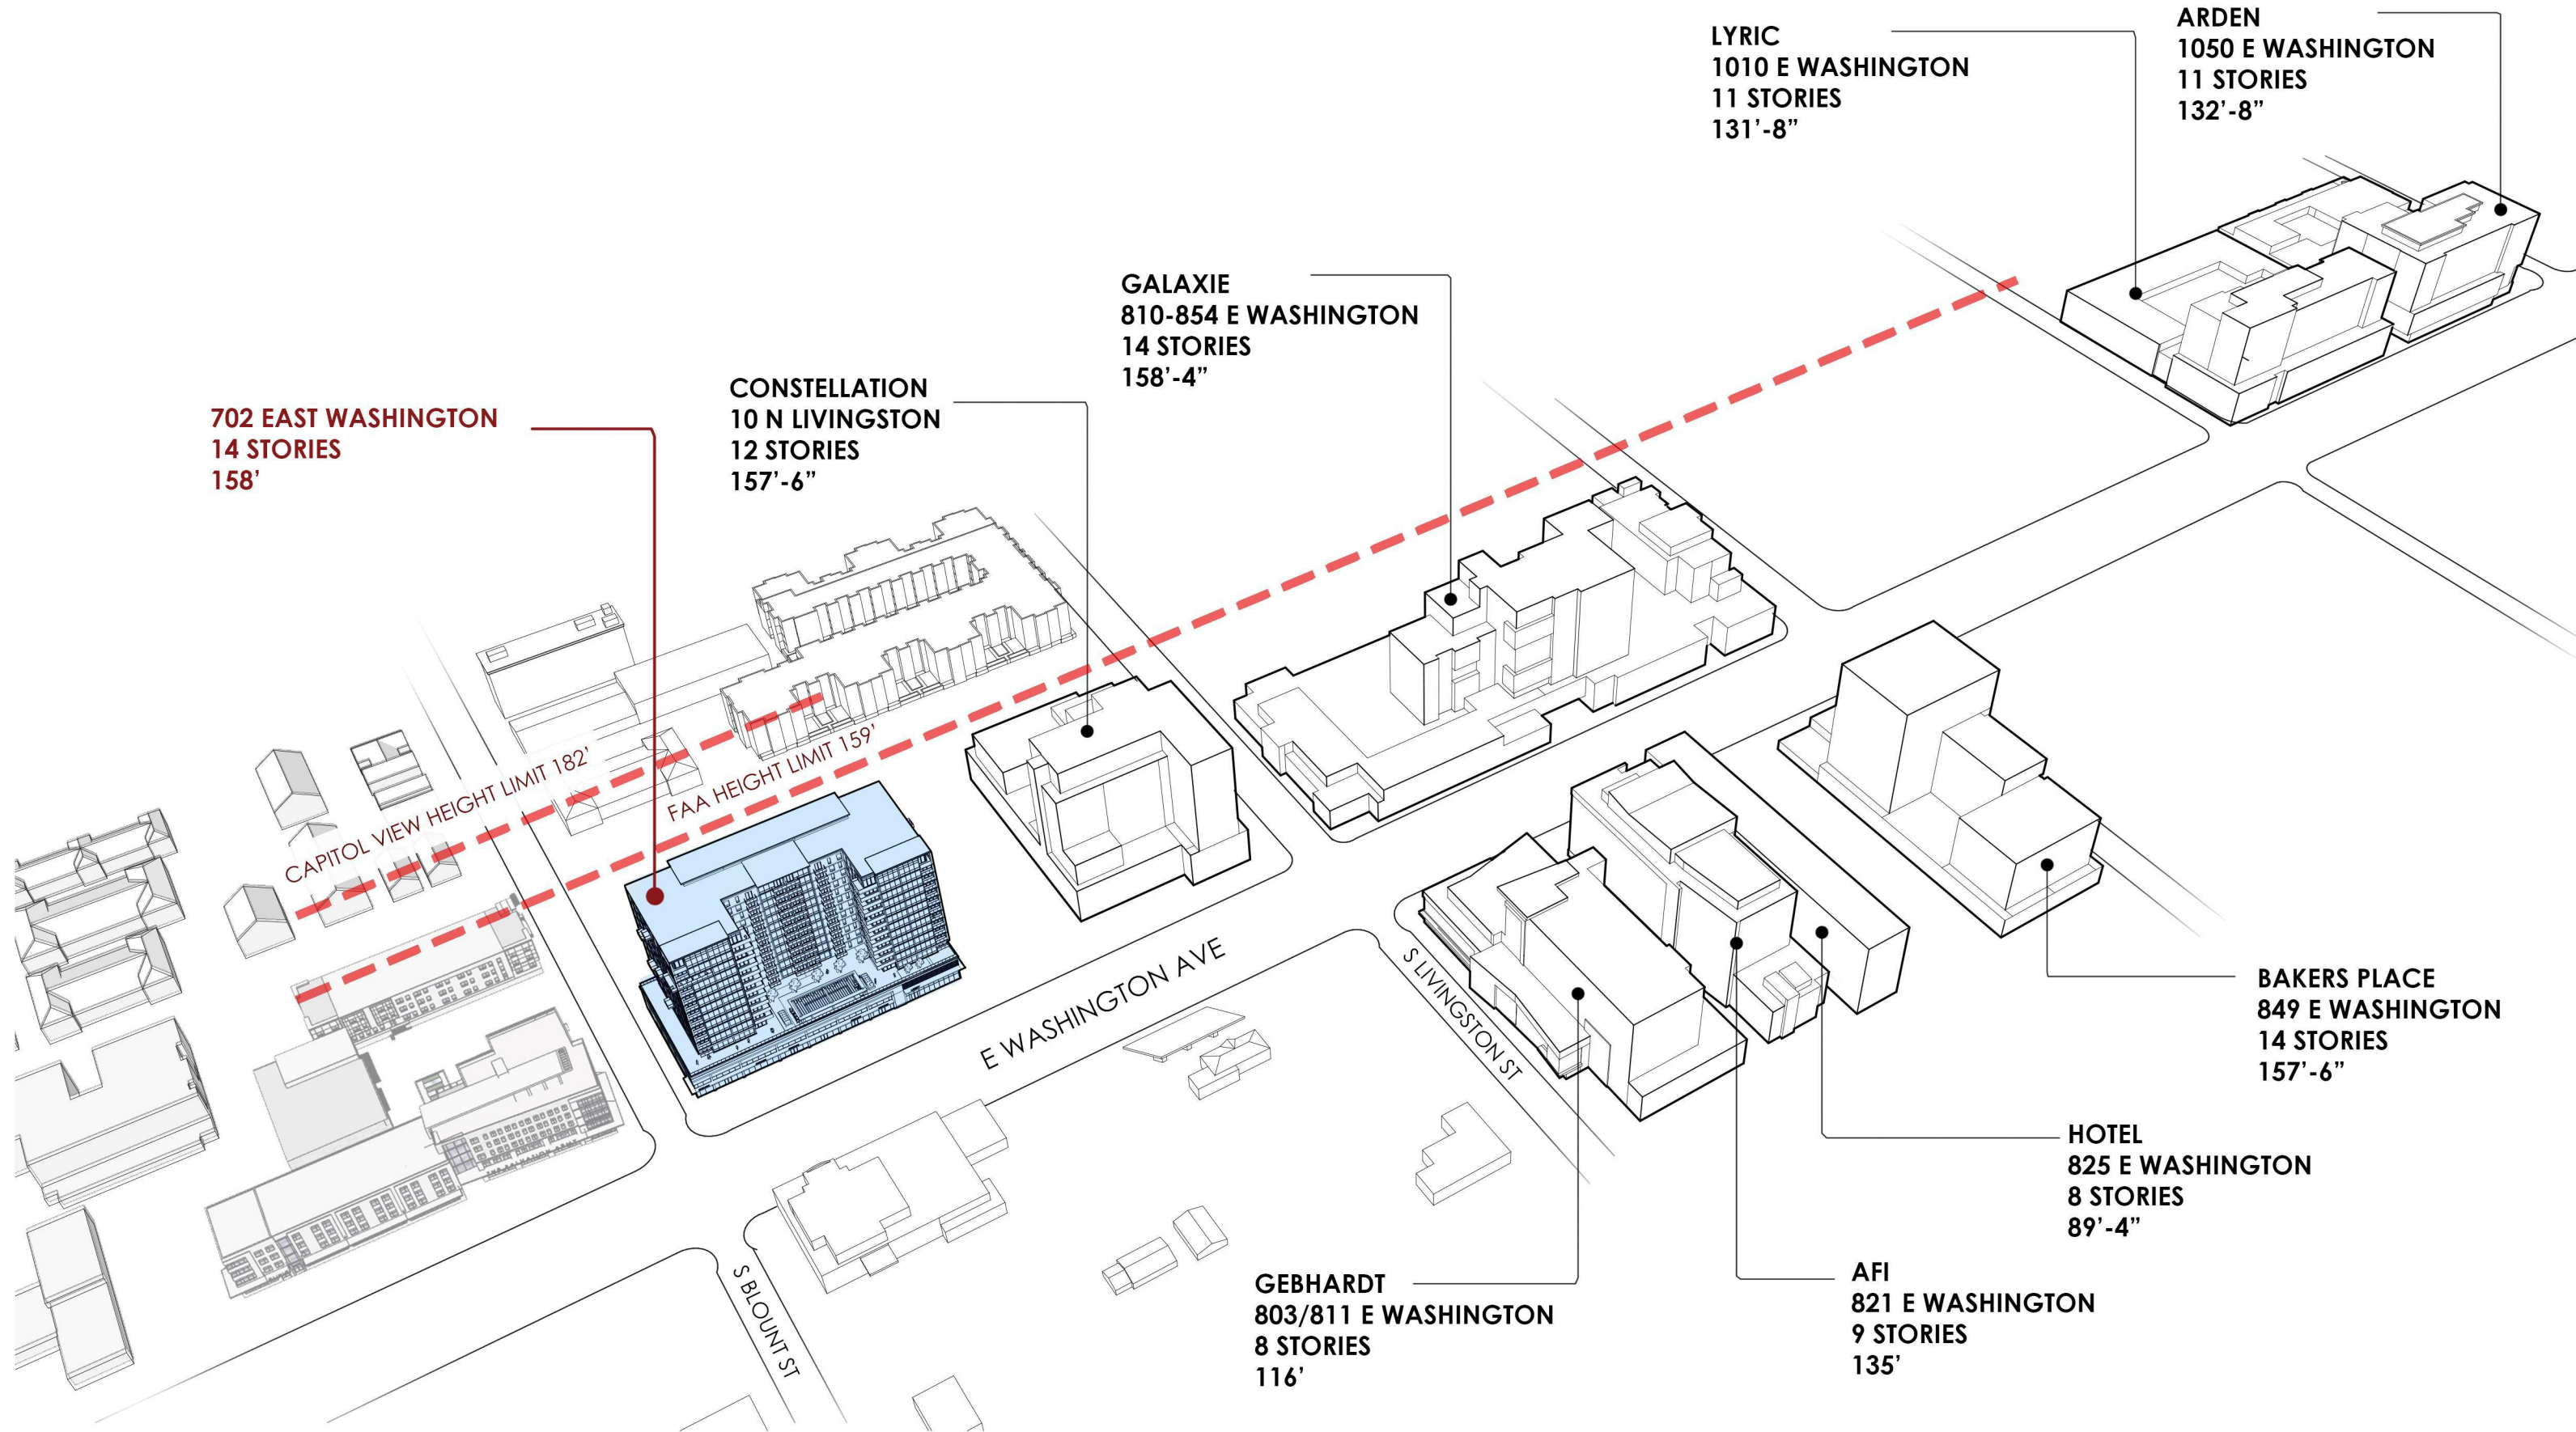 ARDEN
1050 E WASHINGTON
11 STORIES
132'-8”
LYRIC
1010 E WASHINGTON
11 STORIES
131'-8”
GALAXIE
810-854 E WASHINGTON
14 STORIES
158'-4”
CONSTELLATION
10 N LIVINGSTON
12 STORIES
157'-6”
702 EAST WASHINGTON
14 STORIES
158'
CAPITOL VIEW HEIGHT LIMIT 182'
FAA HEIGHT LIMIT 159'
E WASHINGTON AVE
S LIVINGSTON ST
S BLOUNT ST
BAKERS PLACE
849 E WASHINGTON
14 STORIES
157'-6”
HOTEL
825 E WASHINGTON
8 STORIES
89'-4”
AFI
821 E WASHINGTON
9 STORIES
135'
GEBHARDT
803/811 E WASHINGTON
8 STORIES
116'